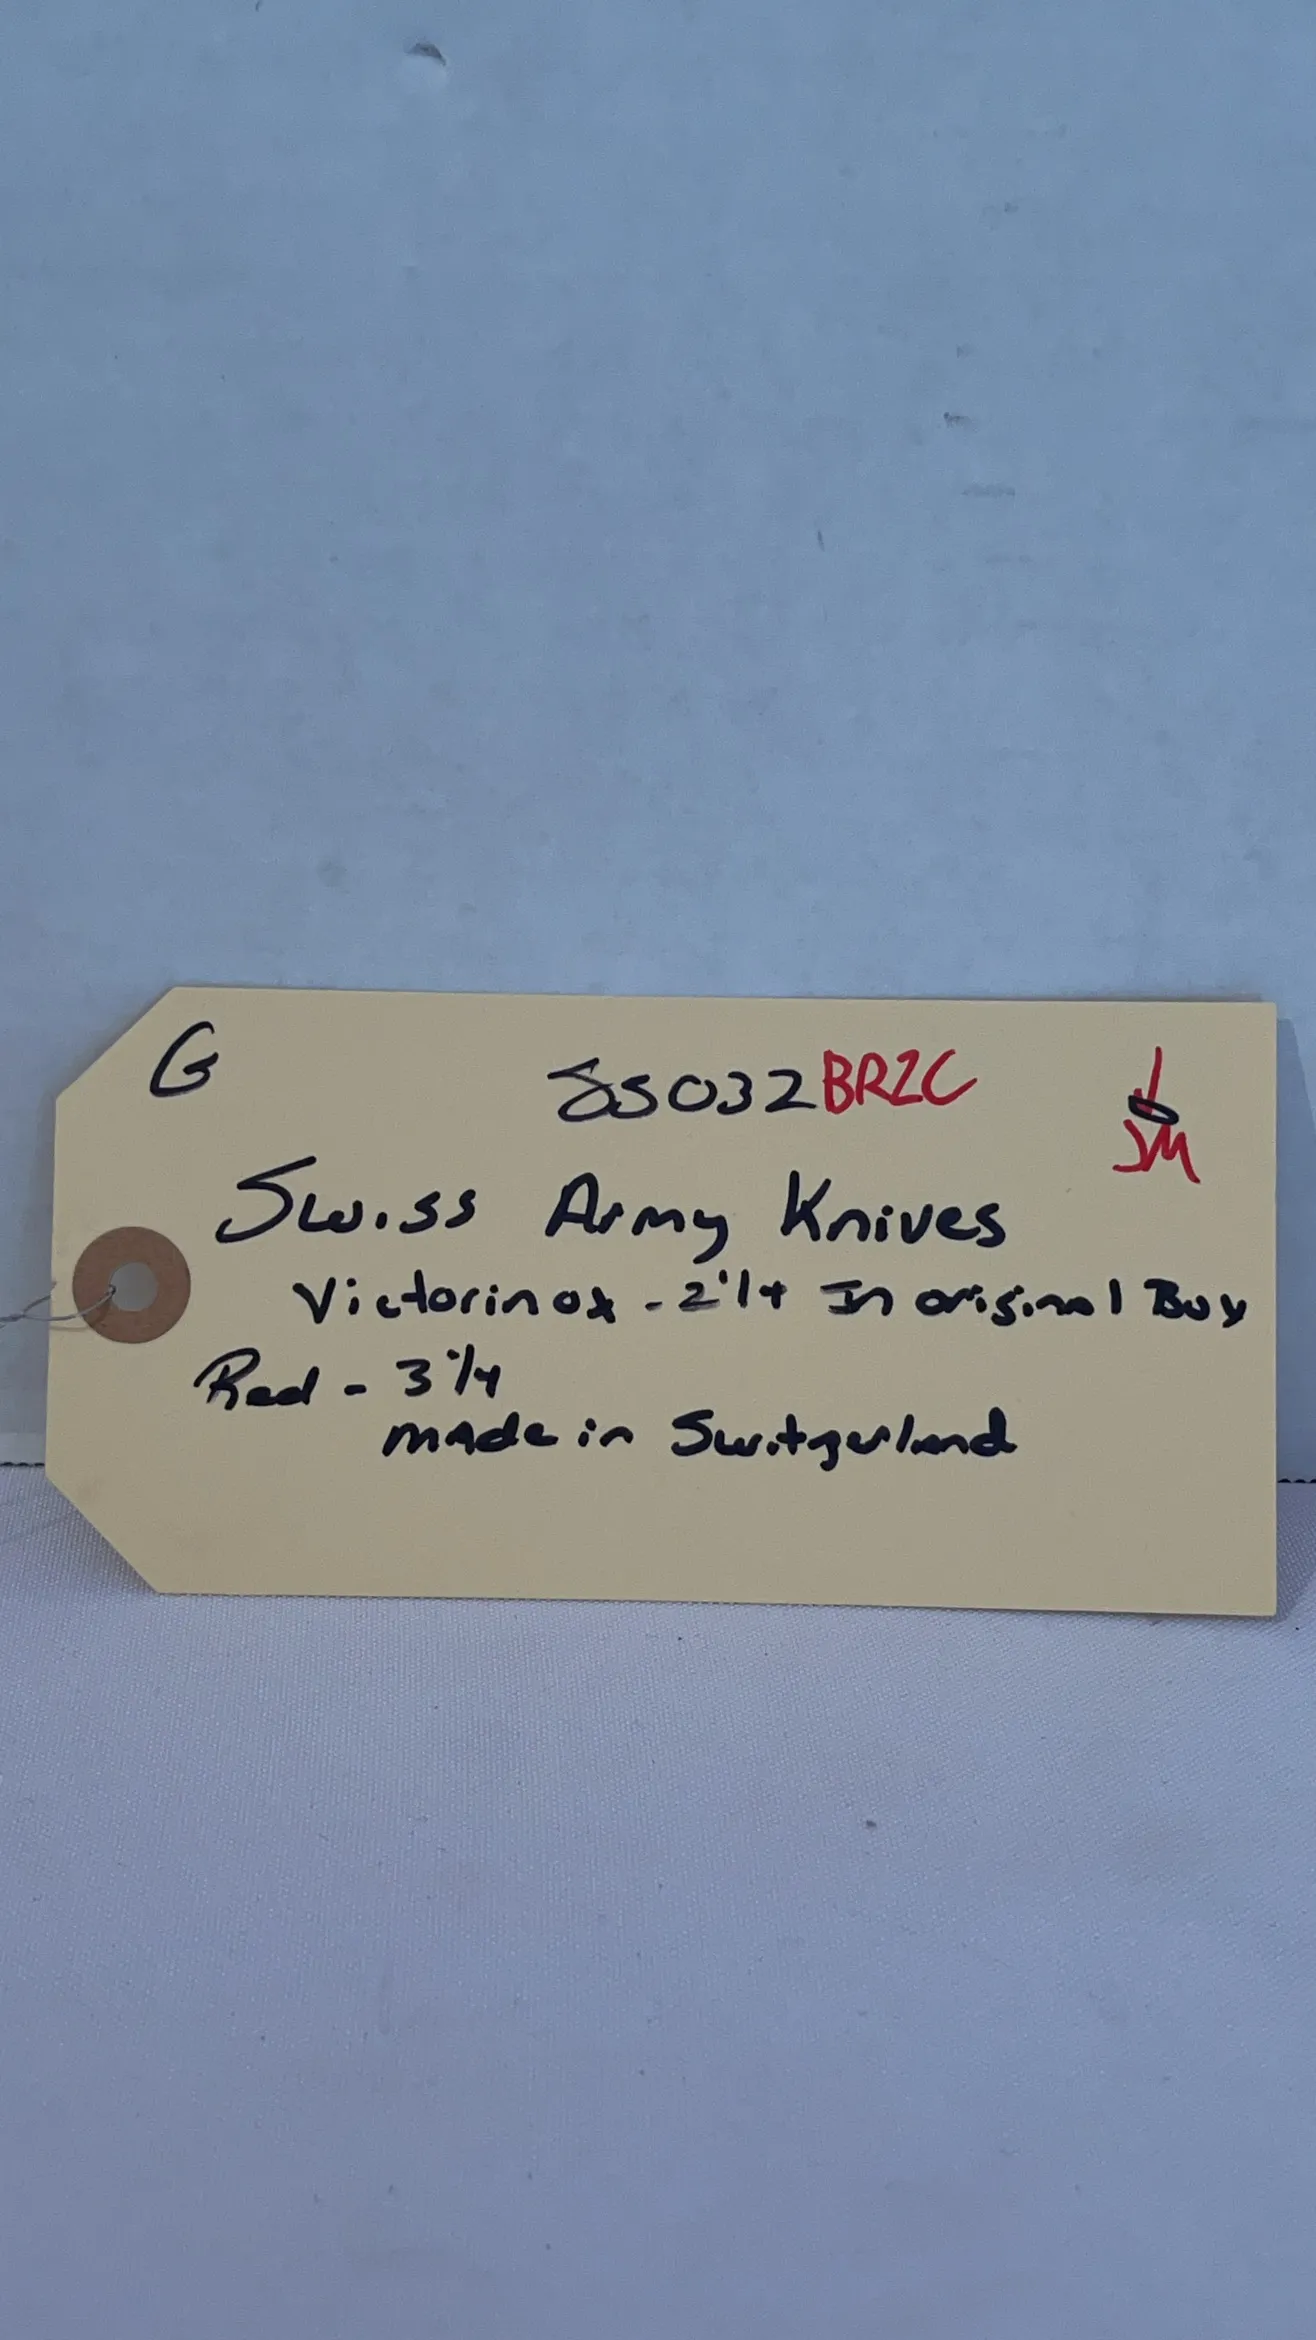 G
SS032BR2C
JM
Swiss Army Knives
Victorinox - 2 1/4 In original Box
Red - 3 1/4
made in Switzerland